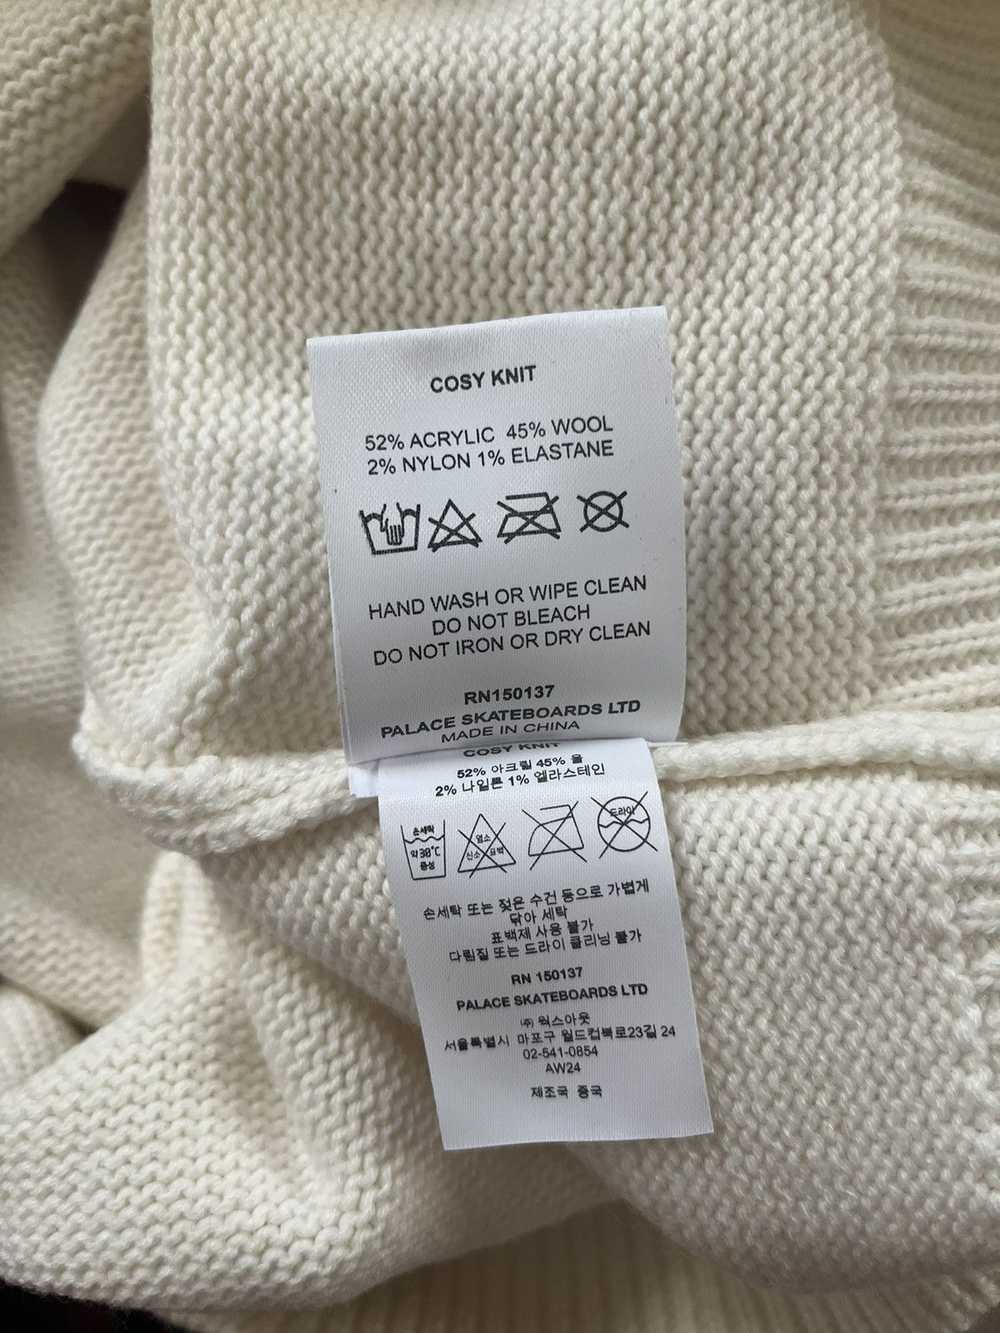 COSY KNIT
52% ACRYLIC 45% WOOL
2% NYLON 1% ELASTANE
HAND WASH OR WIPE CLEAN
DO NOT BLEACH
DO NOT IRON OR DRY CLEAN
RN150137
PALACE SKATEBOARDS LTD
MADE IN CHINA
COSY KNIT
52% 아크릴 45% 울
2% 나일론 1% 엘라스테인
손세탁
약30°C
중성
염소
산소 표백
드라이
손세탁 또는 젖은 수건 등으로 가볍게
닦아 세탁
표백제 사용 불가
다림질 또는 드라이 클리닝 불가
RN 150137
PALACE SKATEBOARDS LTD
㈜ 웍스아웃
서울특별시 마포구 월드컵북로23길 24
02-541-0854
AW24
제조국 중국